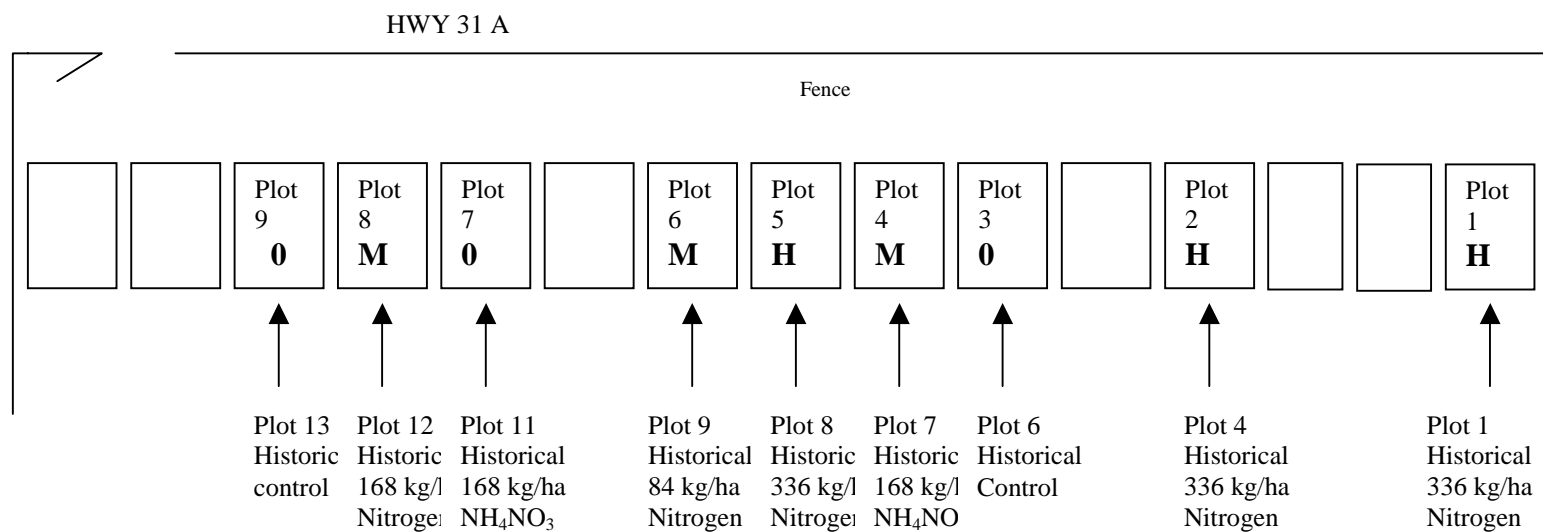 HWY 31 A
Fence
Plot
9
0
Plot
8
M
Plot
7
0
Plot
6
M
Plot
5
H
Plot
4
M
Plot
3
0
Plot
2
H
Plot
1
H
Plot 13
Historic
control
Plot 12
Historic
168 kg/
Nitroge
Plot 11
Historical
168 kg/ha
NH₄NO₃
Plot 9
Historical
84 kg/ha
Nitrogen
Plot 8
Historic
336 kg/
Nitroge
Plot 7
Historic
168 kg/
NH₄NO
Plot 6
Historical
Control
Plot 4
Historical
336 kg/ha
Nitrogen
Plot 1
Historical
336 kg/ha
Nitrogen